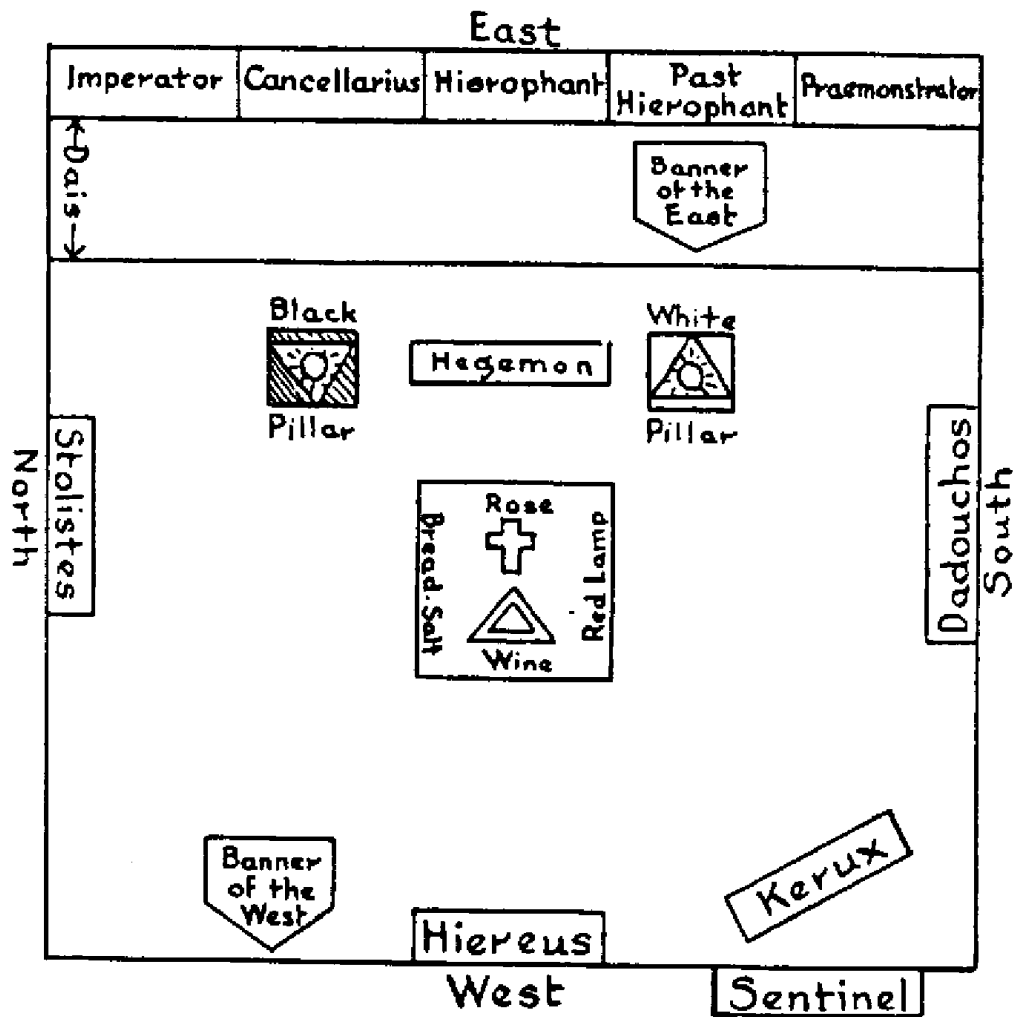 East
Imperator
Cancellarius
Hierophant
Past
Hierophant
Praemonstrator
Dais
Banner
of the
East
Black
Pillar
Hegemon
White
Pillar
North
Stolistes
Rose
Bread. Salt
Red Lamp
Wine
Dadouchos
South
Banner
of the
West
Hiereus
Kerux
West
Sentinel